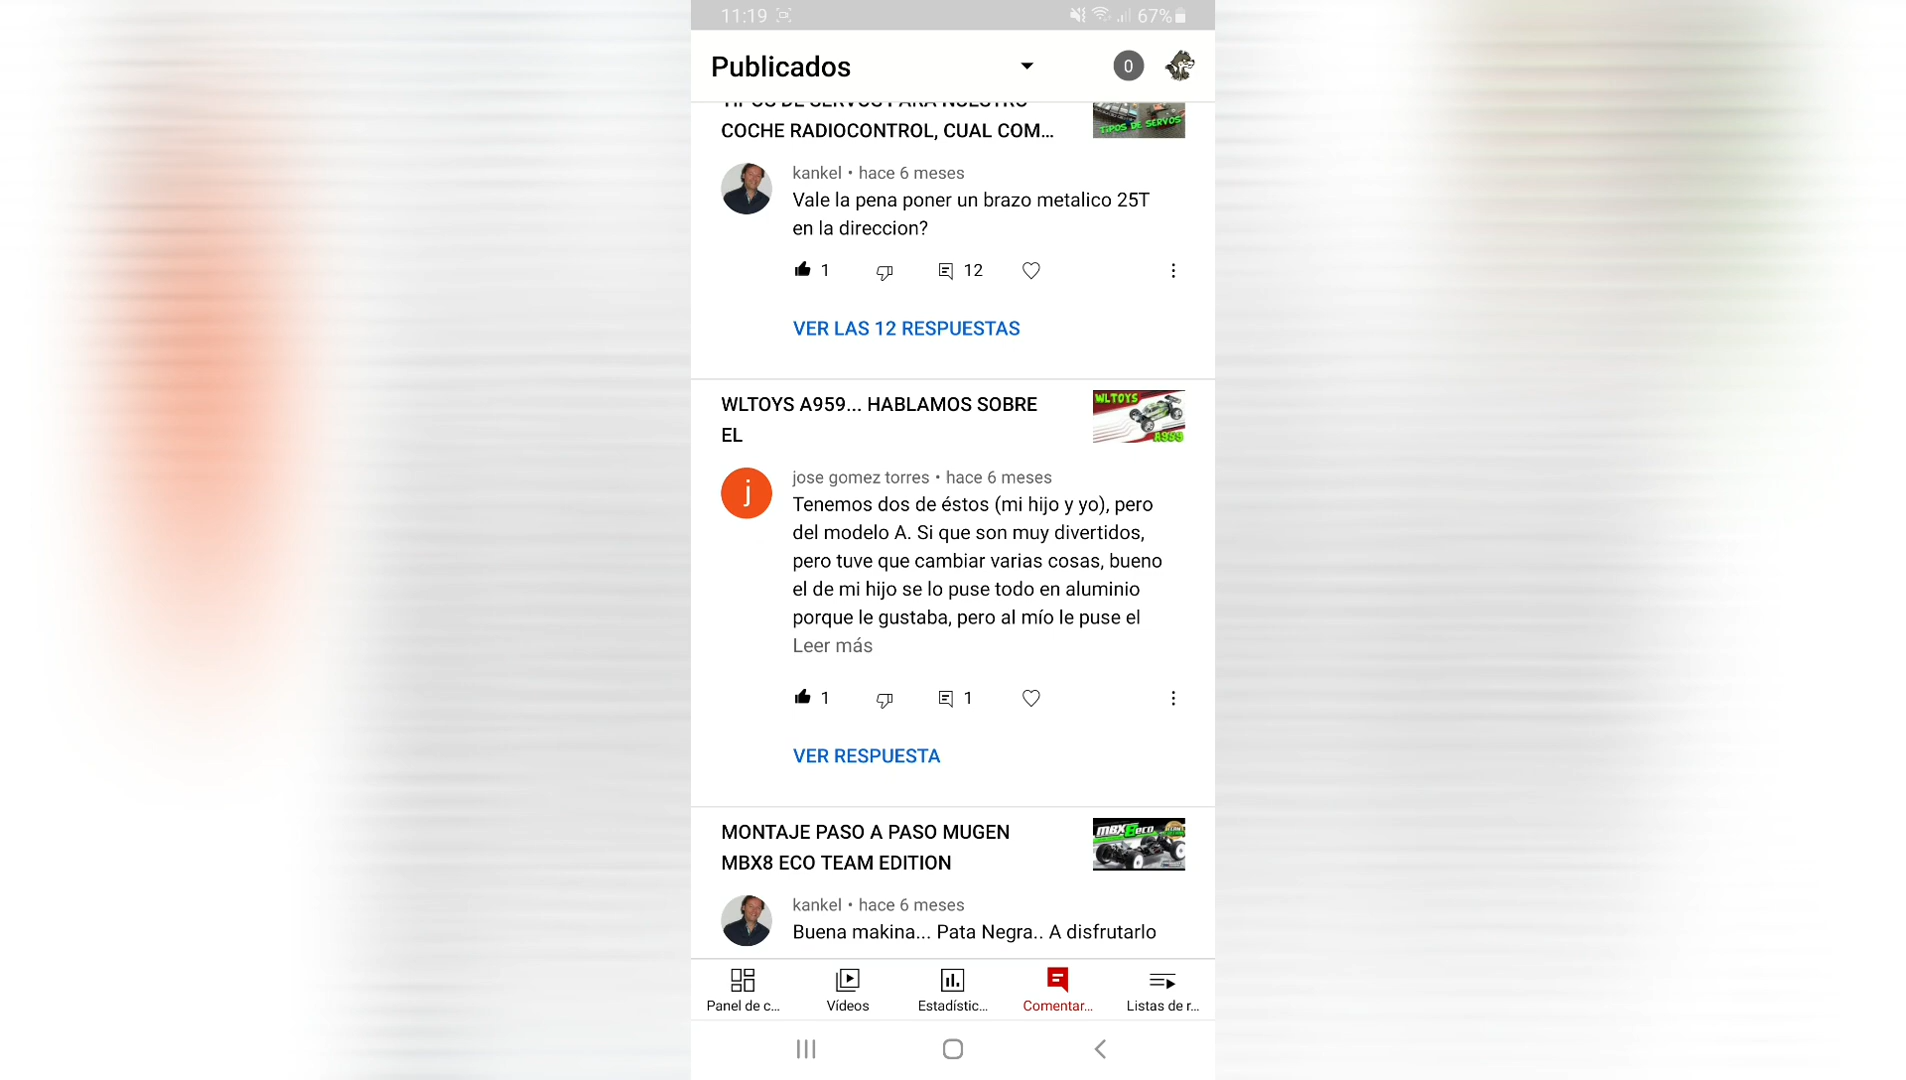 11:19
67%
Publicados
0
TIPOS DE SERVOS PARA NUESTRO
COCHE RADIOCONTROL, CUAL COM...
TIPOS DE SERVOS
kankel • hace 6 meses
Vale la pena poner un brazo metalico 25T
en la direccion?
1
12
VER LAS 12 RESPUESTAS
WLTOYS A959... HABLAMOS SOBRE
EL
WLTOYS
A959
jose gomez torres • hace 6 meses
j
Tenemos dos de éstos (mi hijo y yo), pero
del modelo A. Si que son muy divertidos,
pero tuve que cambiar varias cosas, bueno
el de mi hijo se lo puse todo en aluminio
porque le gustaba, pero al mío le puse el
Leer más
1
1
VER RESPUESTA
MONTAJE PASO A PASO MUGEN
MBX8 ECO TEAM EDITION
kankel • hace 6 meses
Buena makina... Pata Negra.. A disfrutarlo
Panel de c...
Vídeos
Estadístic...
Comentar...
Listas de r...